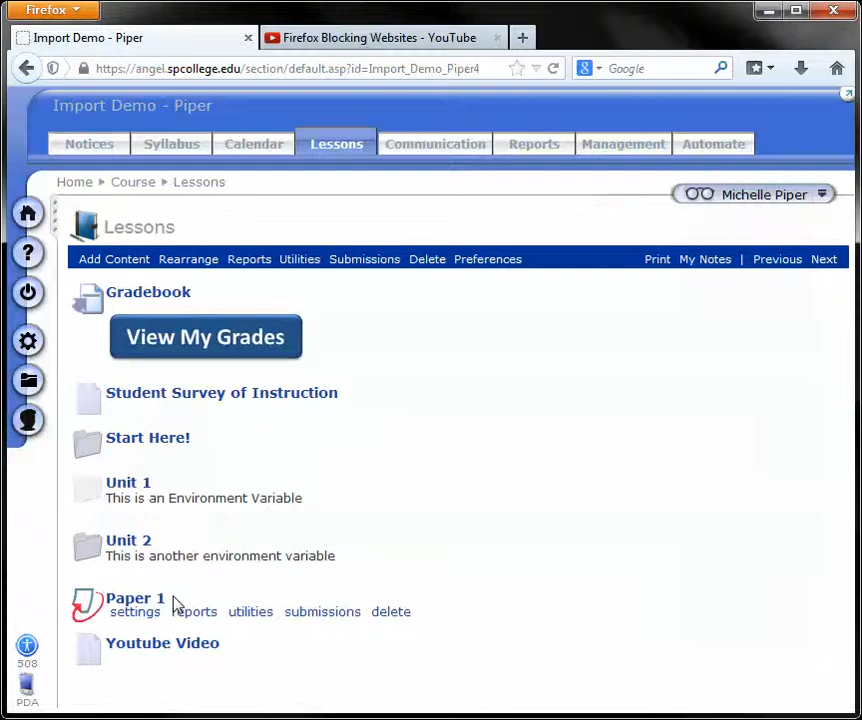 Firefox
Import Demo - Piper
Firefox Blocking Websites - YouTube
https://angel.spcollege.edu/section/default.asp?id=Import_Demo_Piper4
Google
Import Demo - Piper
Notices
Syllabus
Calendar
Lessons
Communication
Reports
Management
Automate
Home Course Lessons
Michelle Piper
Lessons
Add Content Rearrange Reports Utilities Submissions Delete Preferences
Print My Notes | Previous Next
Gradebook
View My Grades
Student Survey of Instruction
Start Here!
Unit 1
This is an Environment Variable
Unit 2
This is another environment variable
Paper 1
settings reports utilities submissions delete
Youtube Video
508
PDA